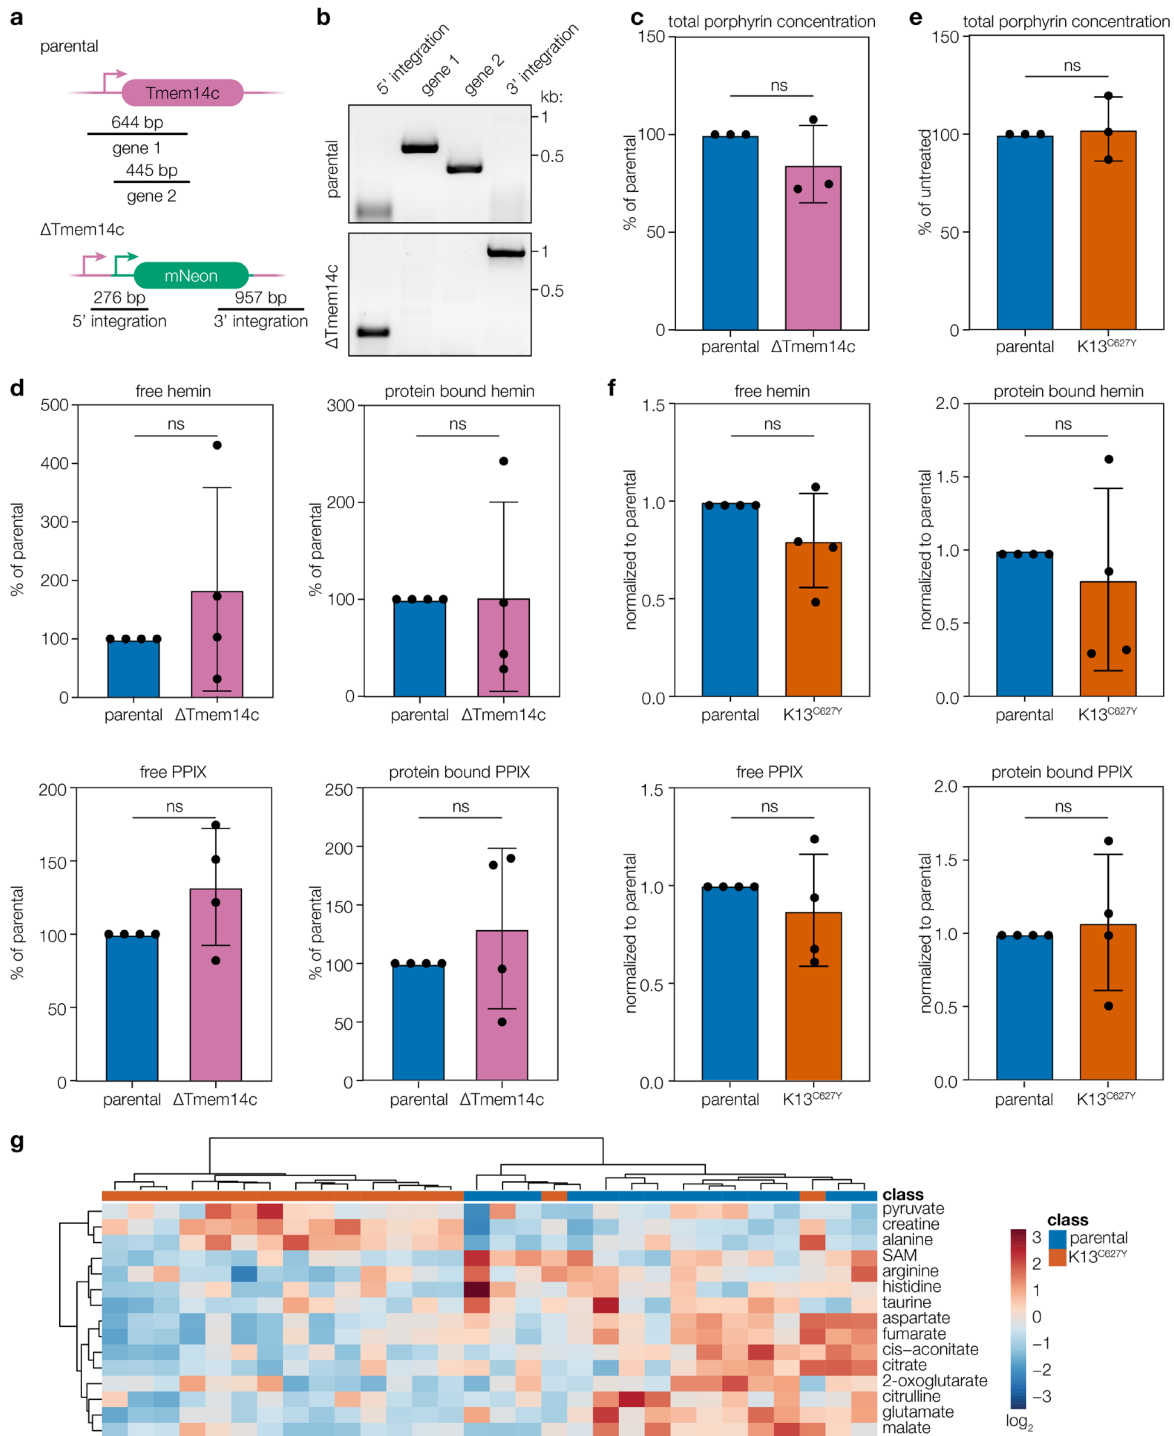 a
parental
Tmem14c
644 bp
gene 1
445 bp
gene 2
ΔTmem14c
mNeon
276 bp
957 bp
5' integration
3' integration
b
5' integration
gene 1
gene 2
3' integration
kb:
parental
1
0.5
ΔTmem14c
1
0.5
c
total porphyrin concentration
% of parental
150
100
50
0
ns
parental
ΔTmem14c
e
total porphyrin concentration
% of untreated
150
100
50
0
ns
parental
K13C627Y
d
free hemin
% of parental
500
400
300
200
100
0
ns
parental
ΔTmem14c
protein bound hemin
% of parental
300
200
100
0
ns
parental
ΔTmem14c
free PPIX
% of parental
200
150
100
50
0
ns
parental
ΔTmem14c
protein bound PPIX
% of parental
250
200
150
100
50
0
ns
parental
ΔTmem14c
f
free hemin
normalized to parental
1.5
1.0
0.5
0.0
ns
parental
K13C627Y
protein bound hemin
normalized to parental
2.0
1.5
1.0
0.5
0.0
ns
parental
K13C627Y
free PPIX
normalized to parental
1.5
1.0
0.5
0.0
ns
parental
K13C627Y
protein bound PPIX
normalized to parental
2.0
1.5
1.0
0.5
0.0
ns
parental
K13C627Y
g
class
pyruvate
creatine
alanine
SAM
arginine
histidine
taurine
aspartate
fumarate
cis−aconitate
citrate
2-oxoglutarate
citrulline
glutamate
malate
3
2
1
0
−1
−2
−3
log2
class
parental
K13C627Y